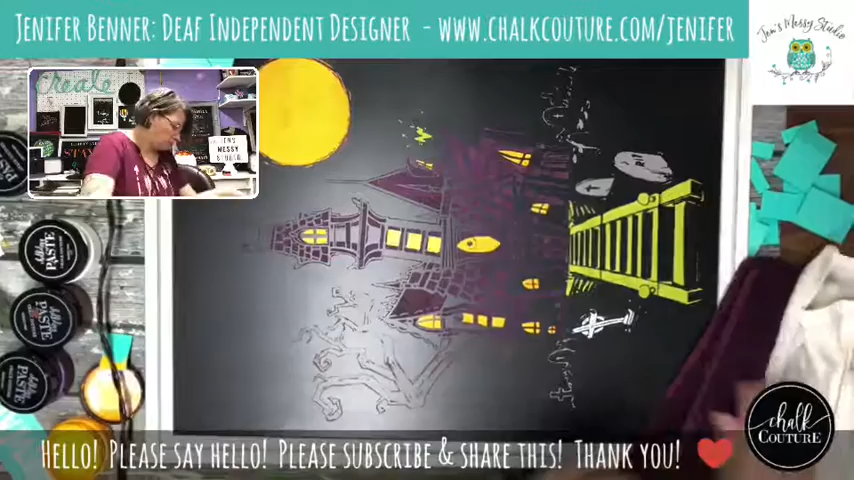 Jenifer Benner: Deaf Independent Designer - www.chalkcouture.com/jenifer
Jen's Messy Studio
Create
JEN'S
MESSY
STUDIO
PASTE
PASTE
PASTE
chalk
COUTURE
Hello! Please say hello! Please subscribe & share this! Thank you!